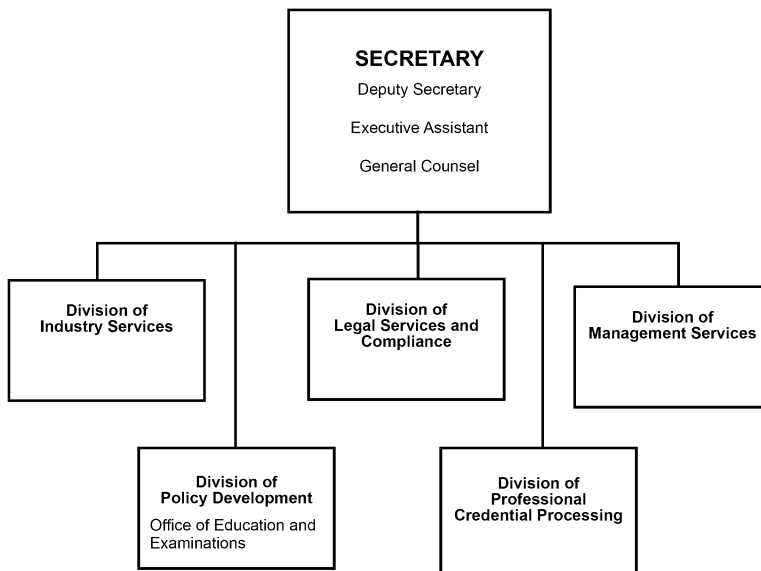 SECRETARY
Deputy Secretary
Executive Assistant
General Counsel
Division of
Industry Services
Division of
Legal Services and
Compliance
Division of
Management Services
Division of
Policy Development
Office of Education and
Examinations
Division of
Professional
Credential Processing